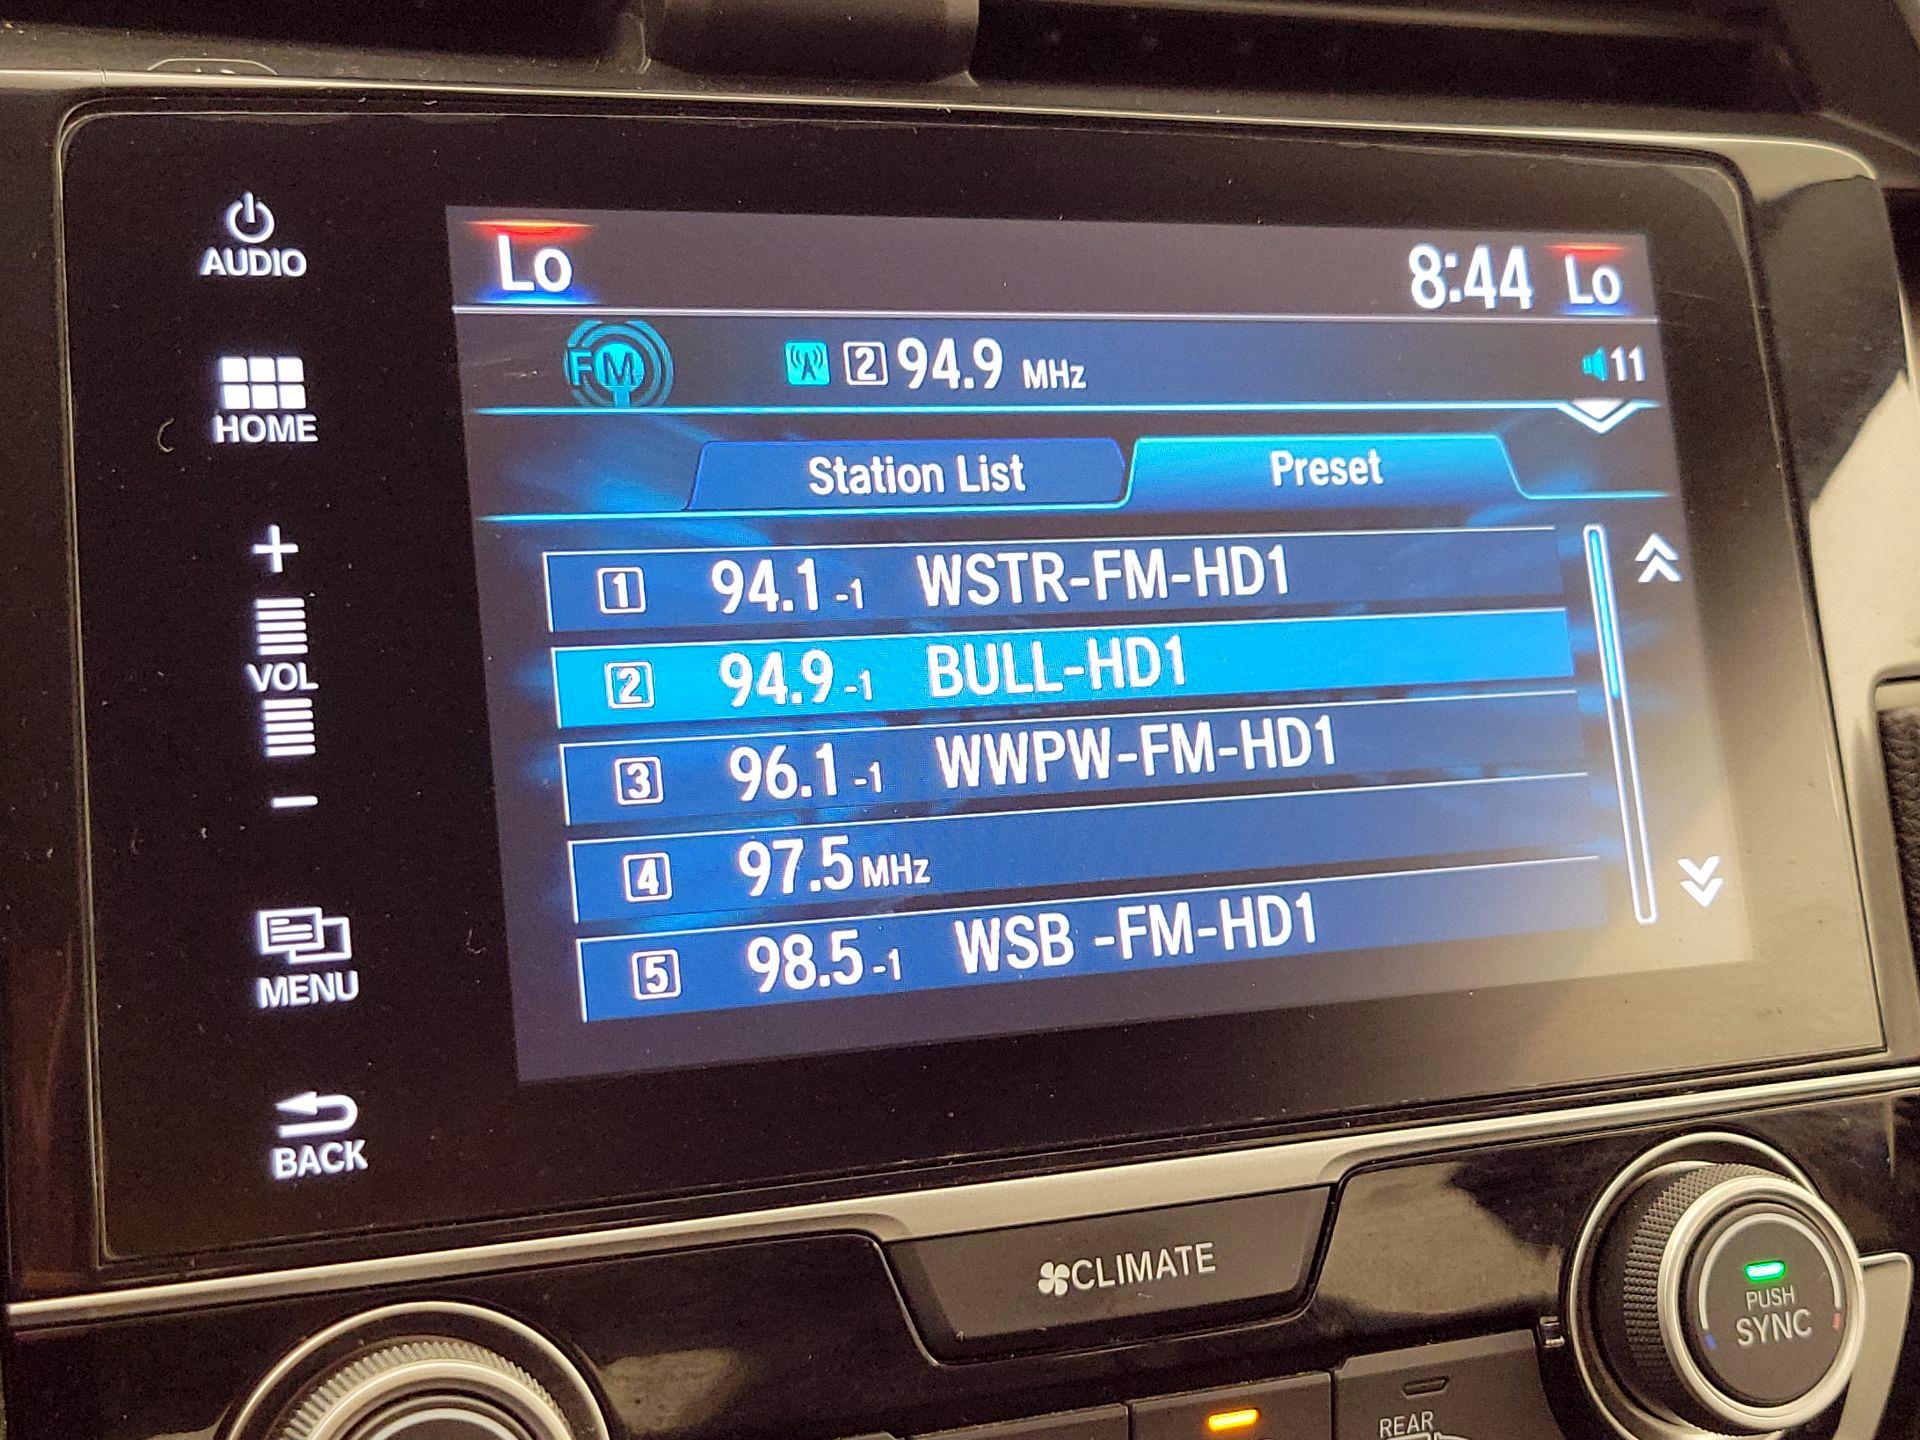 AUDIO
HOME
+
VOL
−
MENU
BACK
Lo
8:44 Lo
FM
2 94.9 MHz
11
Station List
Preset
1 94.1 -1 WSTR-FM-HD1
2 94.9 -1 BULL-HD1
3 96.1 -1 WWPW-FM-HD1
4 97.5 MHz
5 98.5 -1 WSB -FM-HD1
CLIMATE
PUSH
SYNC
REAR